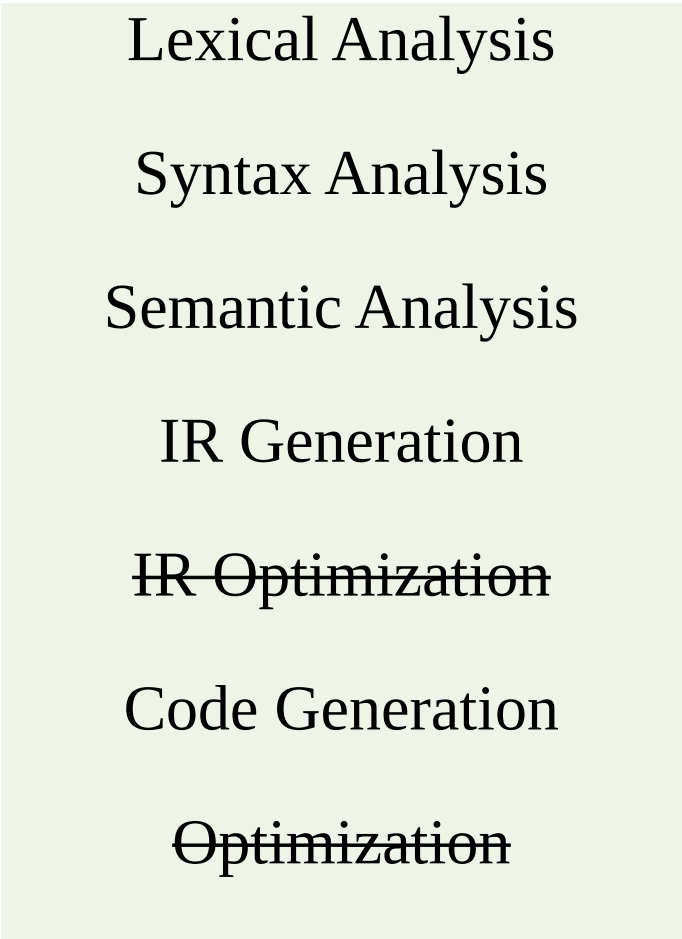 Lexical Analysis
Syntax Analysis
Semantic Analysis
IR Generation
IR Optimization
Code Generation
Optimization